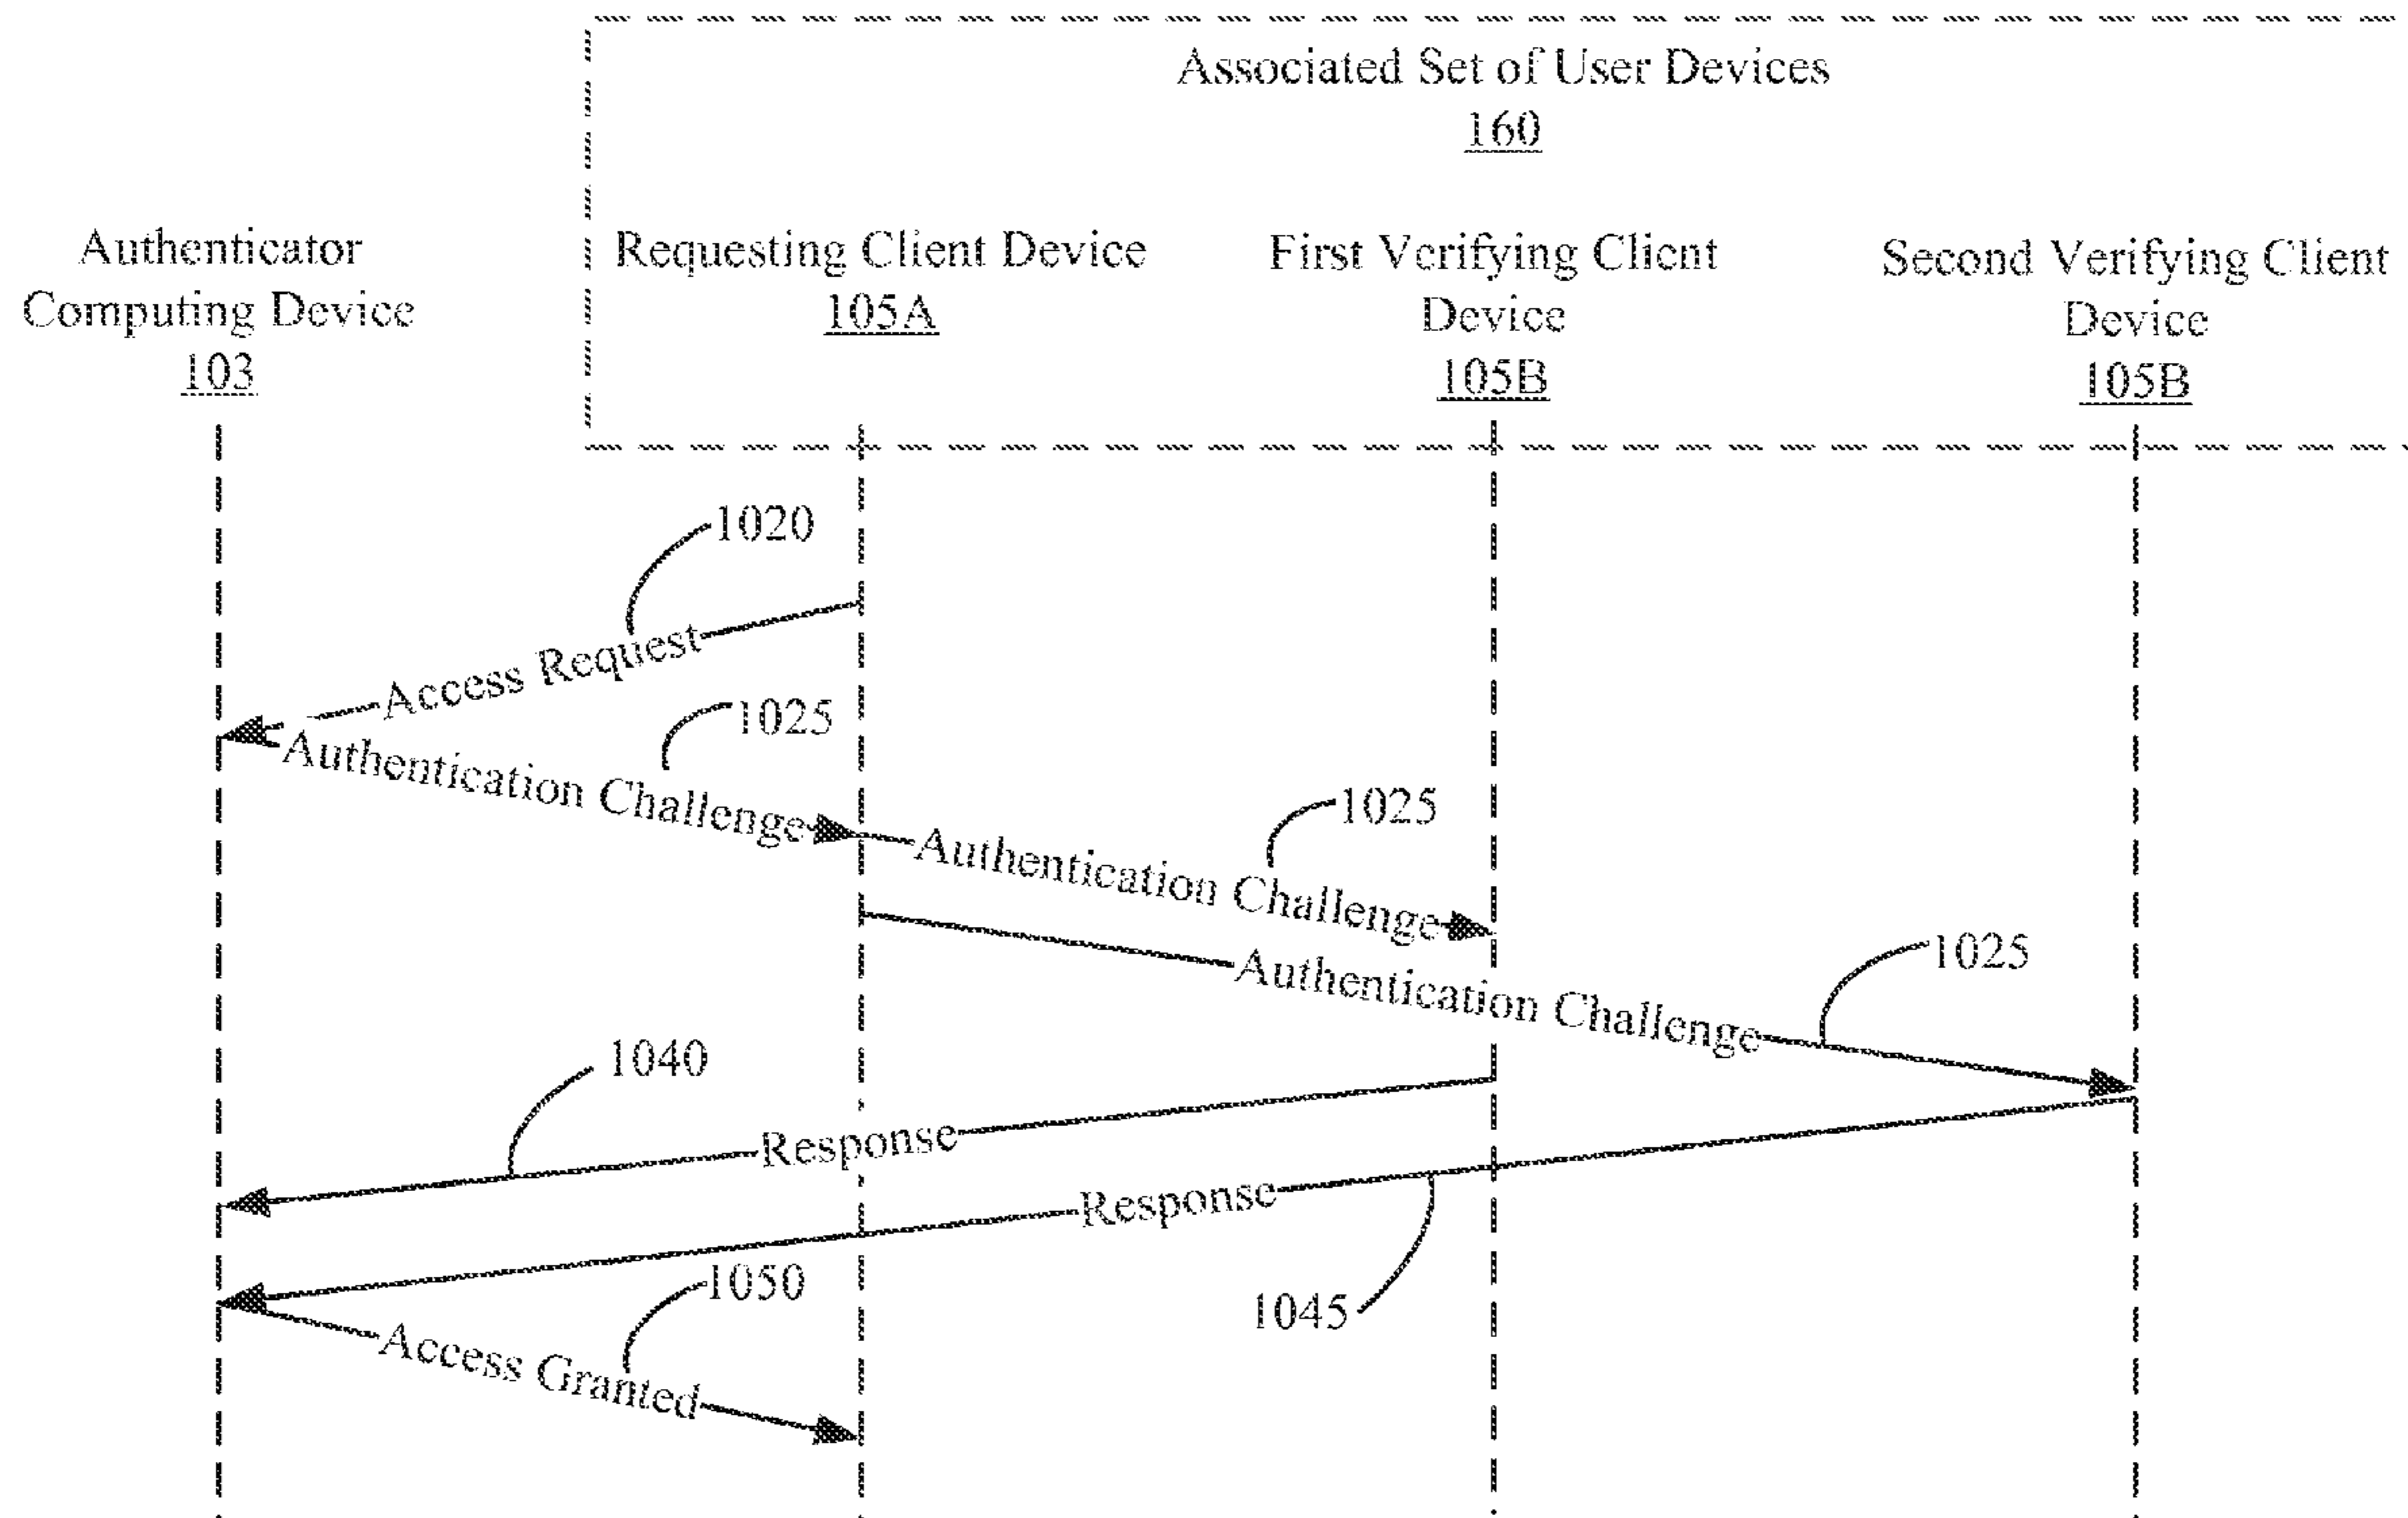 Associated Set of User Devices
160
Authenticator
Computing Device
103
Requesting Client Device
105A
First Verifying Client
Device
105B
Second Verifying Client
Device
105B
1020
Access Request
1025
Authentication Challenge
1025
Authentication Challenge
1025
Authentication Challenge
1040
Response
Response
1045
1050
Access Granted